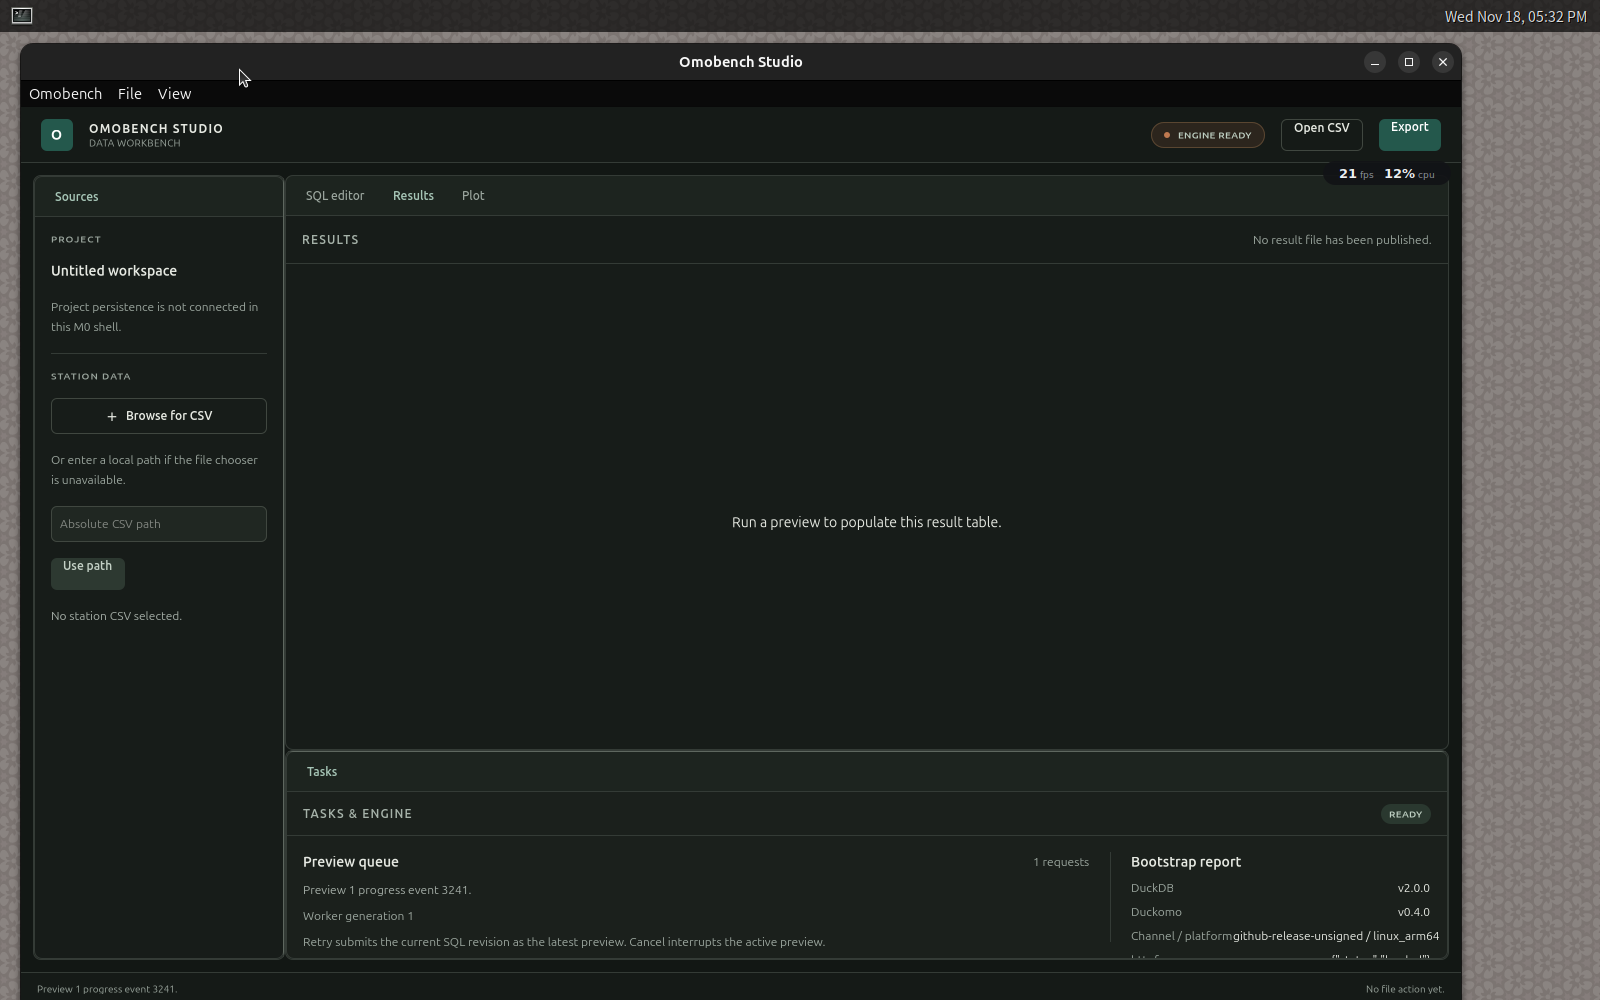 Wed Nov 18, 05:32 PM
Omobench Studio
Omobench File View
O
OMOBENCH STUDIO
DATA WORKBENCH
ENGINE READY
Open CSV
Export
21 fps 12% cpu
Sources
PROJECT
Untitled workspace
Project persistence is not connected in
this M0 shell.
STATION DATA
+ Browse for CSV
Or enter a local path if the file chooser
is unavailable.
Absolute CSV path
Use path
No station CSV selected.
SQL editor Results Plot
RESULTS
No result file has been published.
Run a preview to populate this result table.
Tasks
TASKS & ENGINE
READY
Preview queue
1 requests
Preview 1 progress event 3241.
Worker generation 1
Retry submits the current SQL revision as the latest preview. Cancel interrupts the active preview.
Bootstrap report
DuckDB v2.0.0
Duckomo v0.4.0
Channel / platform github-release-unsigned / linux_arm64
Preview 1 progress event 3241.
No file action yet.